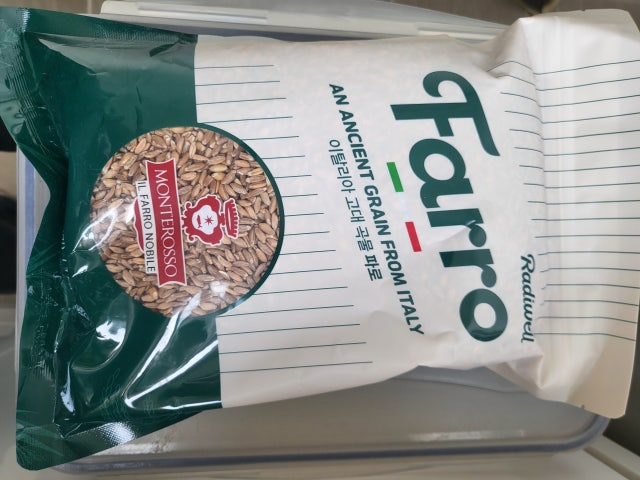 Radiwell
Farro
AN ANCIENT GRAIN FROM ITALY
이탈리아 고대 곡물 파로
MONTEROSSO
IL FARRO NOBILE